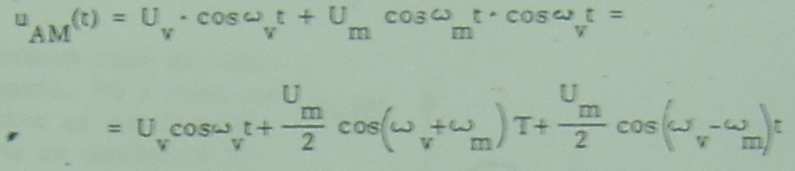 u_AM(t) = U_v · cosω_v t + U_m cosω_m t · cosω_v t =
= U_v cosω_v t + U_m/2 cos(ω_v+ω_m)T + U_m/2 cos(ω_v-ω_m)t